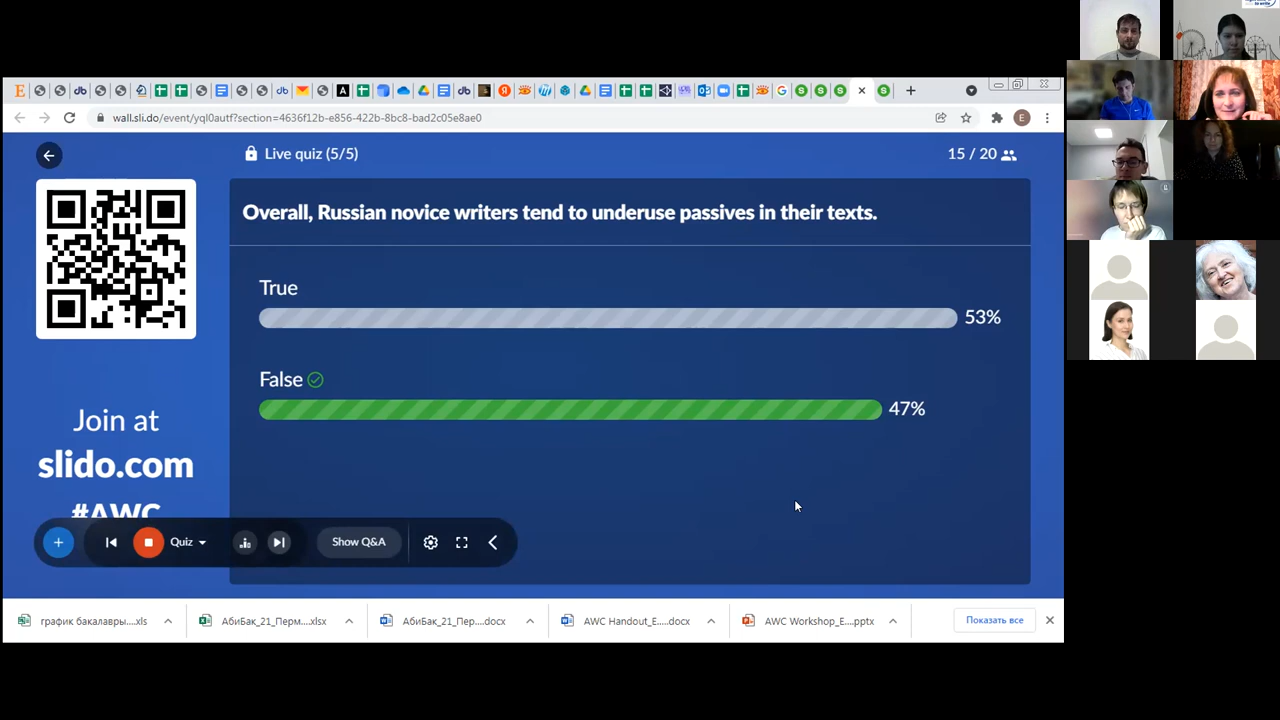 wall.sli.do/event/yql0autf?section=4636f12b-e856-422b-8bc8-bad2c05e8ae0
E
Live quiz (5/5)
15 / 20
Overall, Russian novice writers tend to underuse passives in their texts.
True
53%
False
47%
Join at
slido.com
#AWC
Quiz
Show Q&A
график бакалавры....xls
АбиБак_21_Перм....xlsx
АбиБак_21_Пер....docx
AWC Handout_E.....docx
AWC Workshop_E....pptx
Показать все